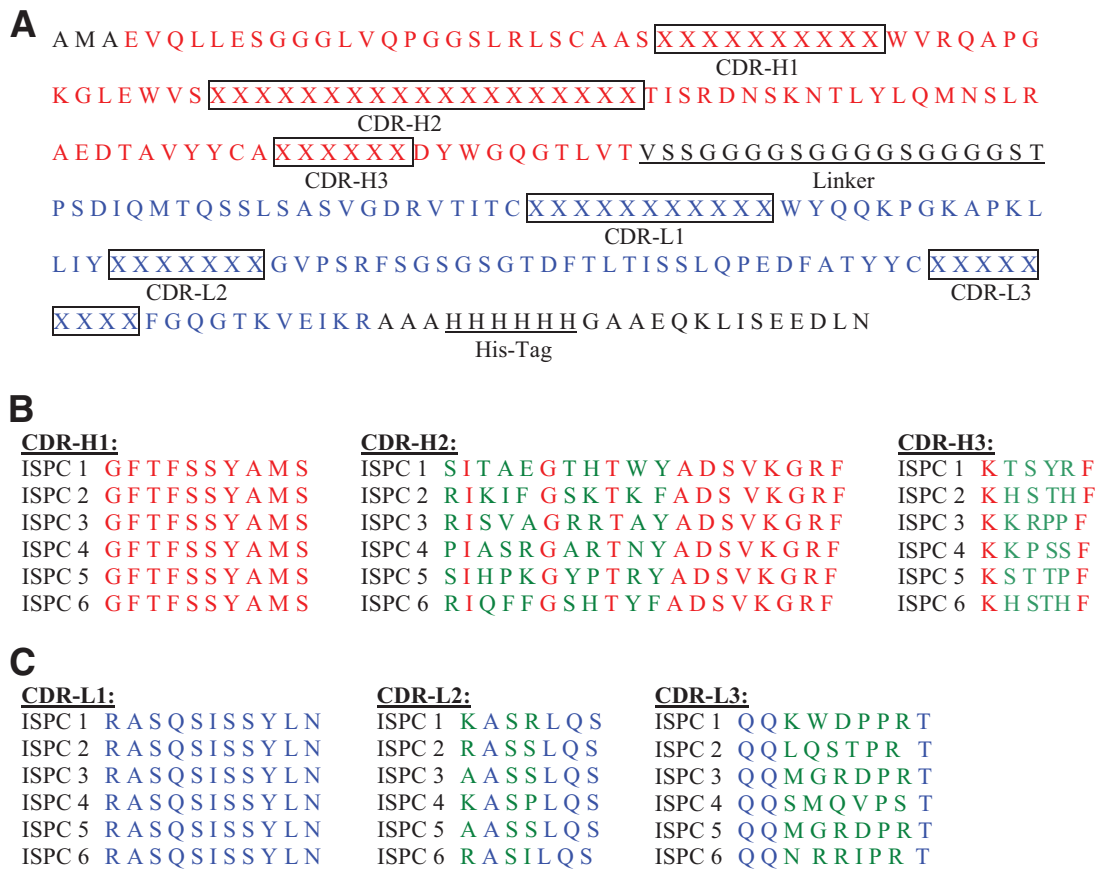 A
A M A E V Q L L E S G G G L V Q P G G S L R L S C A A S X X X X X X X X X X W V R Q A P G
CDR-H1
K G L E W V S X X X X X X X X X X X X X X X X X X X T I S R D N S K N T L Y L Q M N S L R
CDR-H2
A E D T A V Y Y C A X X X X X X D Y W G Q G T L V T V S S G G G G S G G G G S G G G G S T
CDR-H3 Linker
P S D I Q M T Q S S L S A S V G D R V T I T C X X X X X X X X X X X W Y Q Q K P G K A P K L
CDR-L1
L I Y X X X X X X X G V P S R F S G S G S G T D F T L T I S S L Q P E D F A T Y Y C X X X X X
CDR-L2 CDR-L3
X X X X F G Q G T K V E I K R A A A H H H H H H G A A E Q K L I S E E D L N
His-Tag
B
CDR-H1: CDR-H2: CDR-H3:
ISPC 1 G F T F S S Y A M S ISPC 1 S I T A E G T H T W Y A D S V K G R F ISPC 1 K T S Y R F
ISPC 2 G F T F S S Y A M S ISPC 2 R I K I F G S K T K F A D S V K G R F ISPC 2 K H S T H F
ISPC 3 G F T F S S Y A M S ISPC 3 R I S V A G R R T A Y A D S V K G R F ISPC 3 K K R P P F
ISPC 4 G F T F S S Y A M S ISPC 4 P I A S R G A R T N Y A D S V K G R F ISPC 4 K K P S S F
ISPC 5 G F T F S S Y A M S ISPC 5 S I H P K G Y P T R Y A D S V K G R F ISPC 5 K S T T P F
ISPC 6 G F T F S S Y A M S ISPC 6 R I Q F F G S H T Y F A D S V K G R F ISPC 6 K H S T H F
C
CDR-L1: CDR-L2: CDR-L3:
ISPC 1 R A S Q S I S S Y L N ISPC 1 K A S R L Q S ISPC 1 Q Q K W D P P R T
ISPC 2 R A S Q S I S S Y L N ISPC 2 R A S S L Q S ISPC 2 Q Q L Q S T P R T
ISPC 3 R A S Q S I S S Y L N ISPC 3 A A S S L Q S ISPC 3 Q Q M G R D P R T
ISPC 4 R A S Q S I S S Y L N ISPC 4 K A S P L Q S ISPC 4 Q Q S M Q V P S T
ISPC 5 R A S Q S I S S Y L N ISPC 5 A A S S L Q S ISPC 5 Q Q M G R D P R T
ISPC 6 R A S Q S I S S Y L N ISPC 6 R A S I L Q S ISPC 6 Q Q N R R I P R T